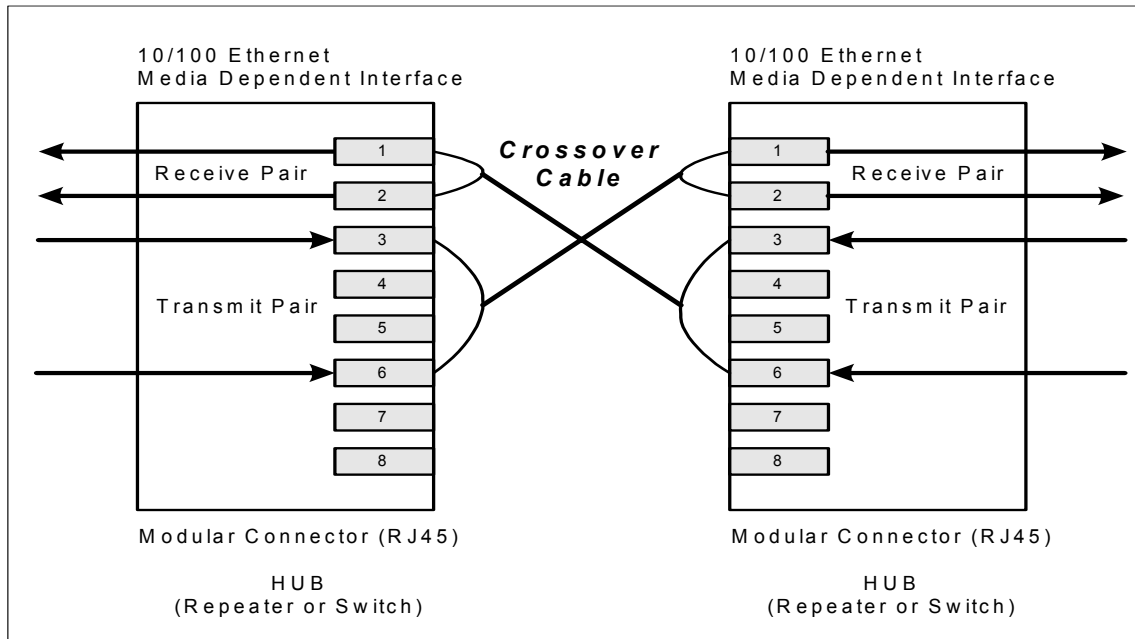 10/100 Ethernet
Media Dependent Interface
10/100 Ethernet
Media Dependent Interface
Crossover
Cable
1
2
3
4
5
6
7
8
Receive Pair
Transmit Pair
1
2
3
4
5
6
7
8
Receive Pair
Transmit Pair
Modular Connector (RJ45)
HUB
(Repeater or Switch)
Modular Connector (RJ45)
HUB
(Repeater or Switch)